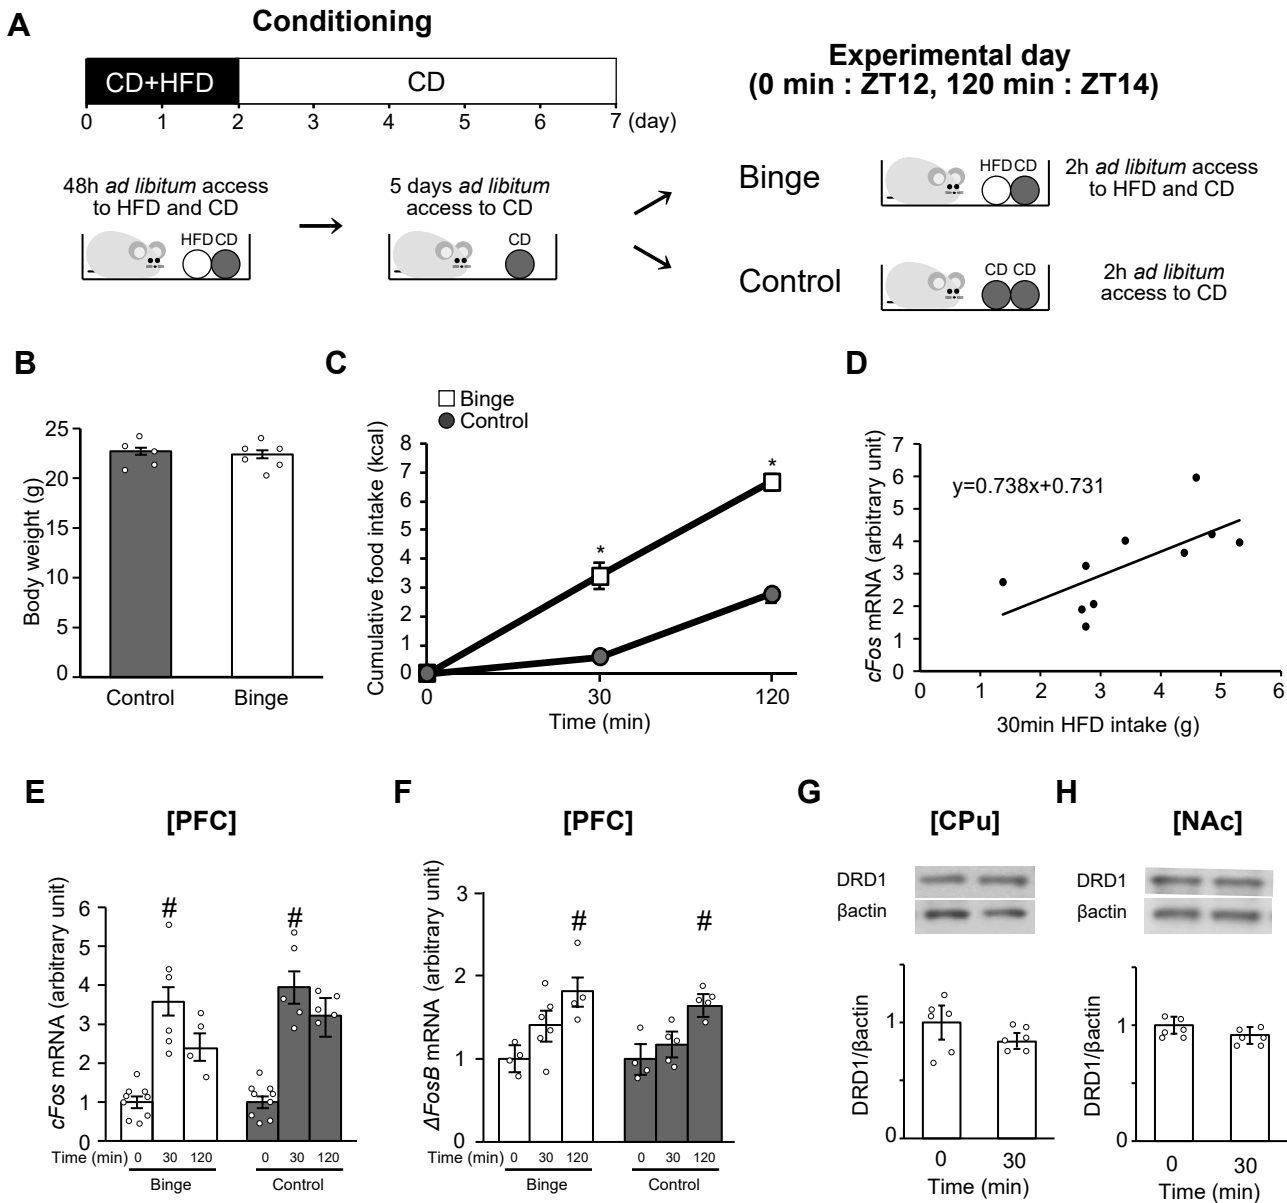 A
Conditioning
CD+HFD
CD
0 1 2 3 4 5 6 7 (day)
48h ad libitum access
to HFD and CD
HFD CD
5 days ad libitum
access to CD
CD
Experimental day
(0 min : ZT12, 120 min : ZT14)
Binge
HFD CD
2h ad libitum access
to HFD and CD
Control
CD CD
2h ad libitum
access to CD
B
Body weight (g)
25
20
15
10
5
0
Control Binge
C
Binge
Control
Cumulative food intake (kcal)
8
7
6
5
4
3
2
1
0
*
*
0 30 120
Time (min)
D
cFos mRNA (arbitrary unit)
7
6
5
4
3
2
1
0
y=0.738x+0.731
0 1 2 3 4 5 6
30min HFD intake (g)
E
[PFC]
cFos mRNA (arbitrary unit)
6
5
4
3
2
1
0
# #
Time (min) 0 30 120 0 30 120
Binge Control
F
[PFC]
ΔFosB mRNA (arbitrary unit)
3
2
1
0
# #
Time (min) 0 30 120 0 30 120
Binge Control
G
[CPu]
DRD1
βactin
DRD1/βactin
1
0
0 30
Time (min)
H
[NAc]
DRD1
βactin
DRD1/βactin
1
0
0 30
Time (min)